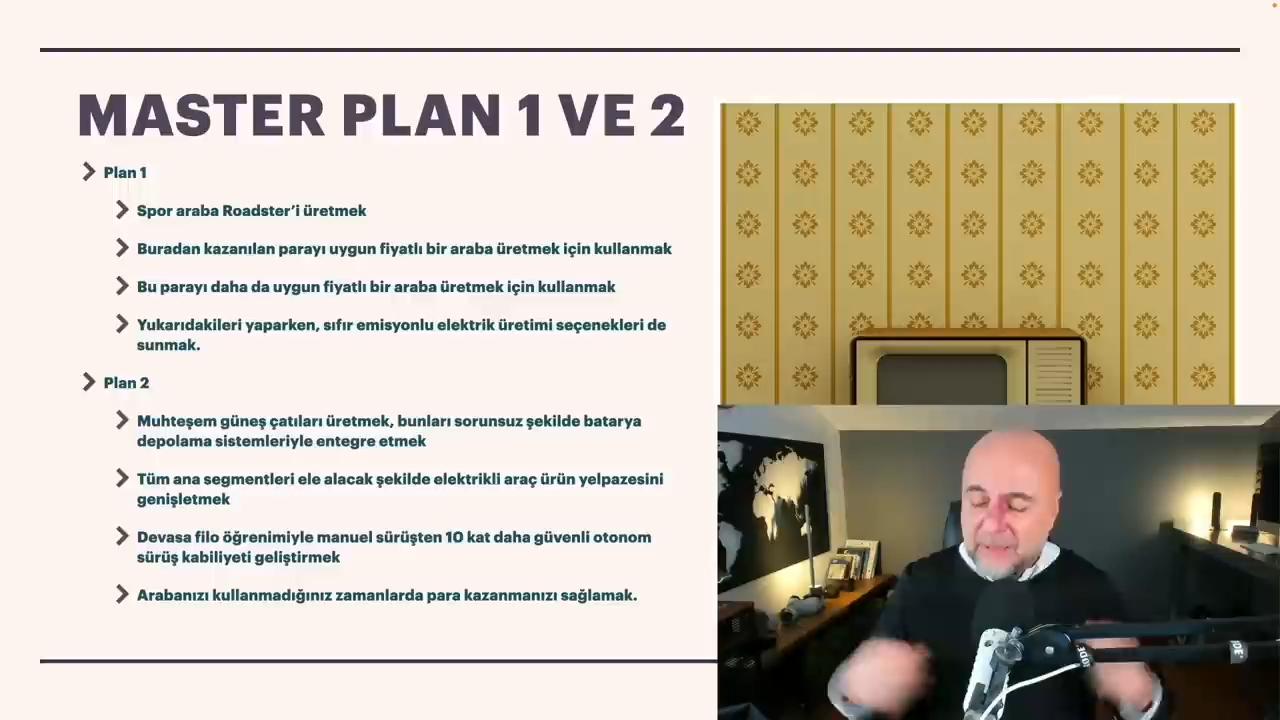 MASTER PLAN 1 VE 2
Plan 1
Spor araba Roadster’i üretmek
Buradan kazanılan parayı uygun fiyatlı bir araba üretmek için kullanmak
Bu parayı daha da uygun fiyatlı bir araba üretmek için kullanmak
Yukarıdakileri yaparken, sıfır emisyonlu elektrik üretimi seçenekleri de
sunmak.
Plan 2
Muhteşem güneş çatıları üretmek, bunları sorunsuz şekilde batarya
depolama sistemleriyle entegre etmek
Tüm ana segmentleri ele alacak şekilde elektrikli araç ürün yelpazesini
genişletmek
Devasa filo öğrenimiyle manuel sürüşten 10 kat daha güvenli otonom
sürüş kabiliyeti geliştirmek
Arabanızı kullanmadığınız zamanlarda para kazanmanızı sağlamak.